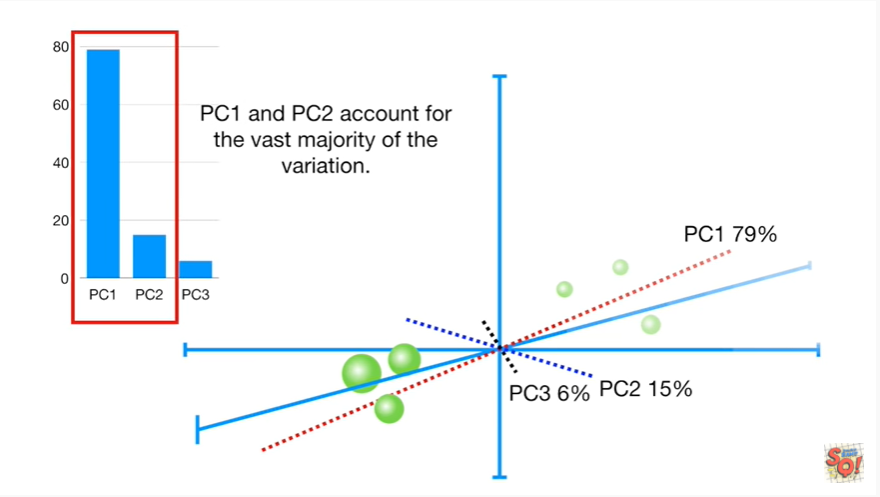 80
60
40
20
0
PC1
PC2
PC3
PC1 and PC2 account for
the vast majority of the
variation.
PC1 79%
PC3 6%
PC2 15%
SQ!